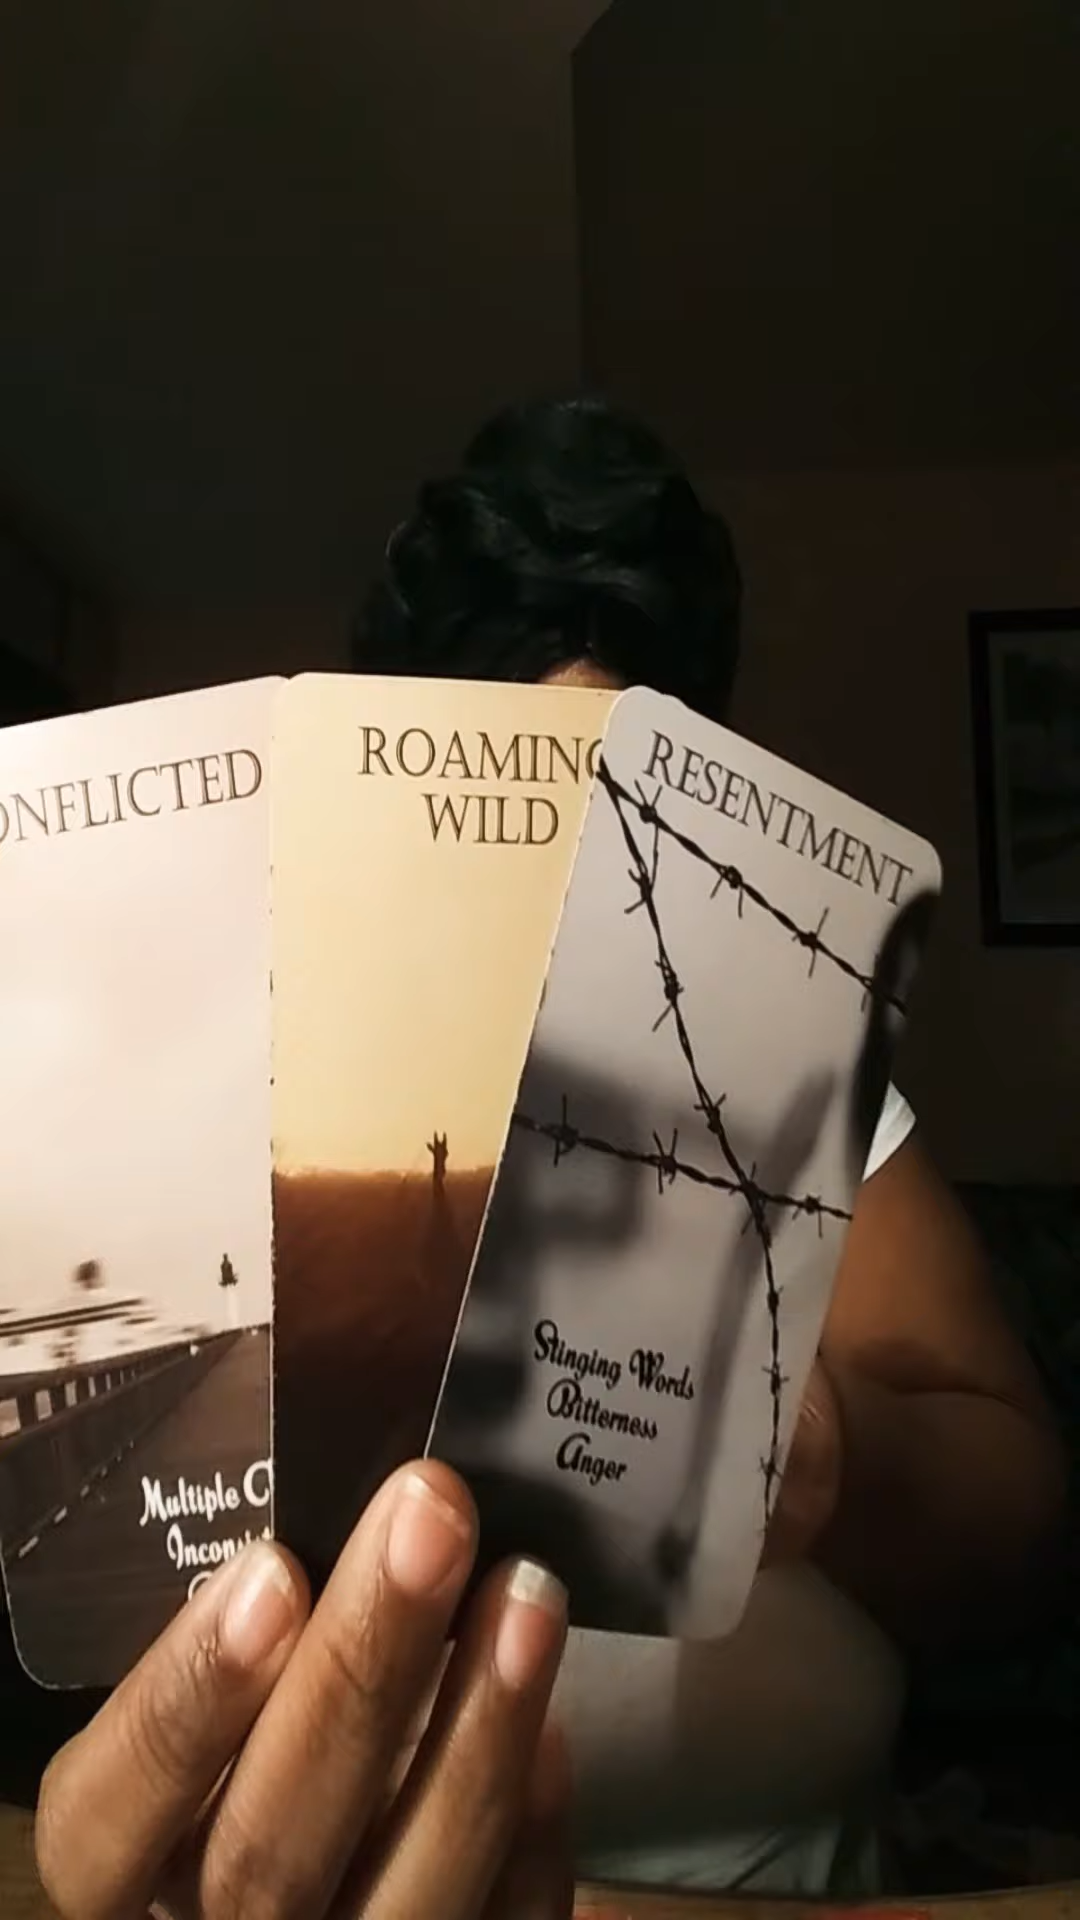 ONFLICTED
Multiple C
ROAMING
WILD
RESENTMENT
Stinging Words
Bitterness
Anger